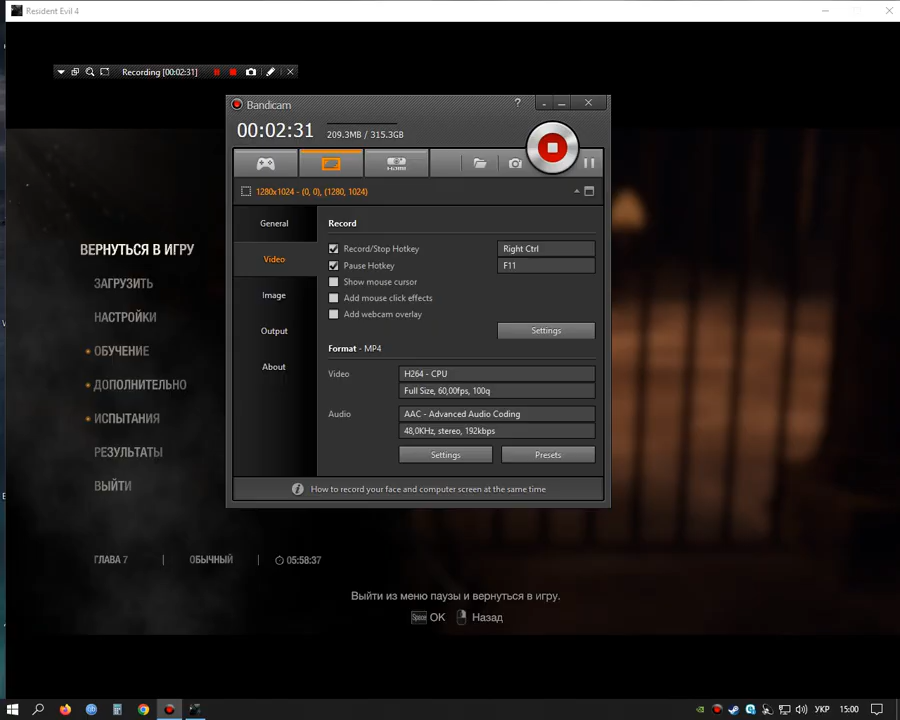 Resident Evil 4
Recording [00:02:31]
Bandicam
?
00:02:31
209.3MB / 315.3GB
HDMI
1280x1024 - (0, 0), (1280, 1024)
General
Video
Image
Output
About
Record
Record/Stop Hotkey
Right Ctrl
Pause Hotkey
F11
Show mouse cursor
Add mouse click effects
Add webcam overlay
Settings
Format - MP4
Video
H264 - CPU
Full Size, 60,00fps, 100q
Audio
AAC - Advanced Audio Coding
48,0KHz, stereo, 192kbps
Settings
Presets
How to record your face and computer screen at the same time
ВЕРНУТЬСЯ В ИГРУ
ЗАГРУЗИТЬ
НАСТРОЙКИ
ОБУЧЕНИЕ
ДОПОЛНИТЕЛЬНО
ИСПЫТАНИЯ
РЕЗУЛЬТАТЫ
ВЫЙТИ
ГЛАВА 7 | ОБЫЧНЫЙ | 05:58:37
Выйти из меню паузы и вернуться в игру.
Space OK Назад
УКР 15:00